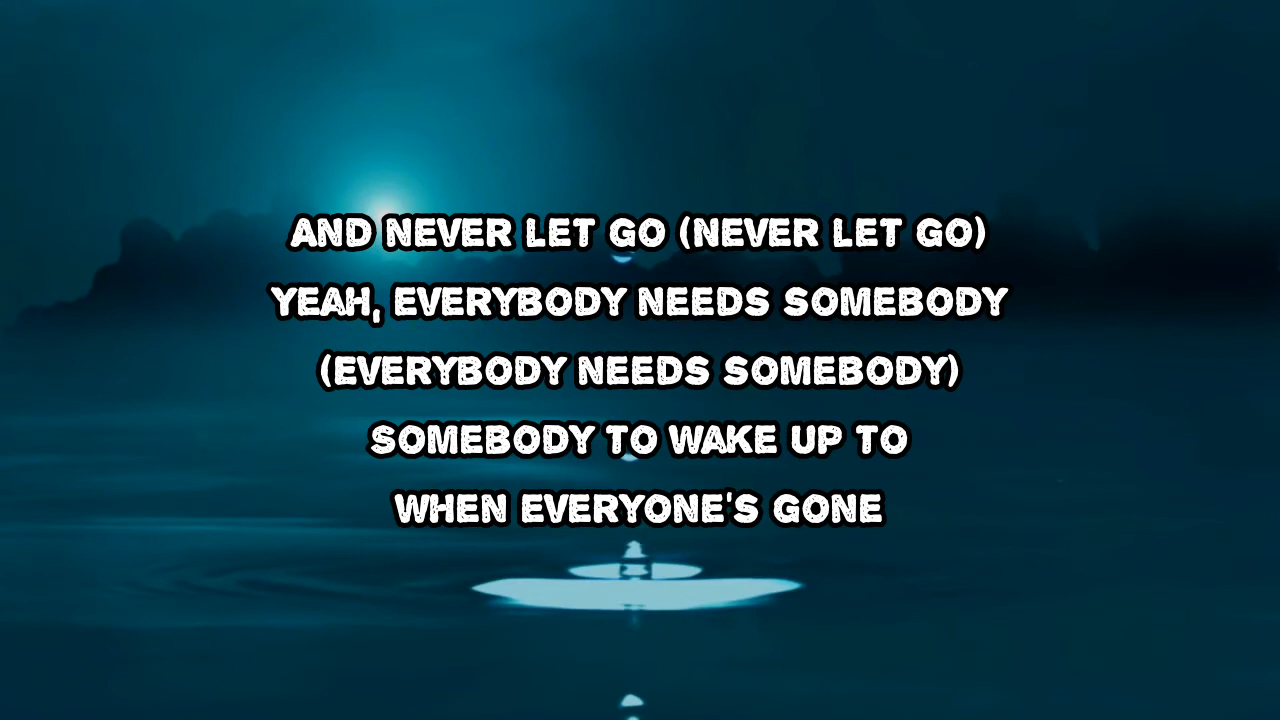 AND NEVER LET GO (NEVER LET GO)
YEAH, EVERYBODY NEEDS SOMEBODY
(EVERYBODY NEEDS SOMEBODY)
SOMEBODY TO WAKE UP TO
WHEN EVERYONE'S GONE